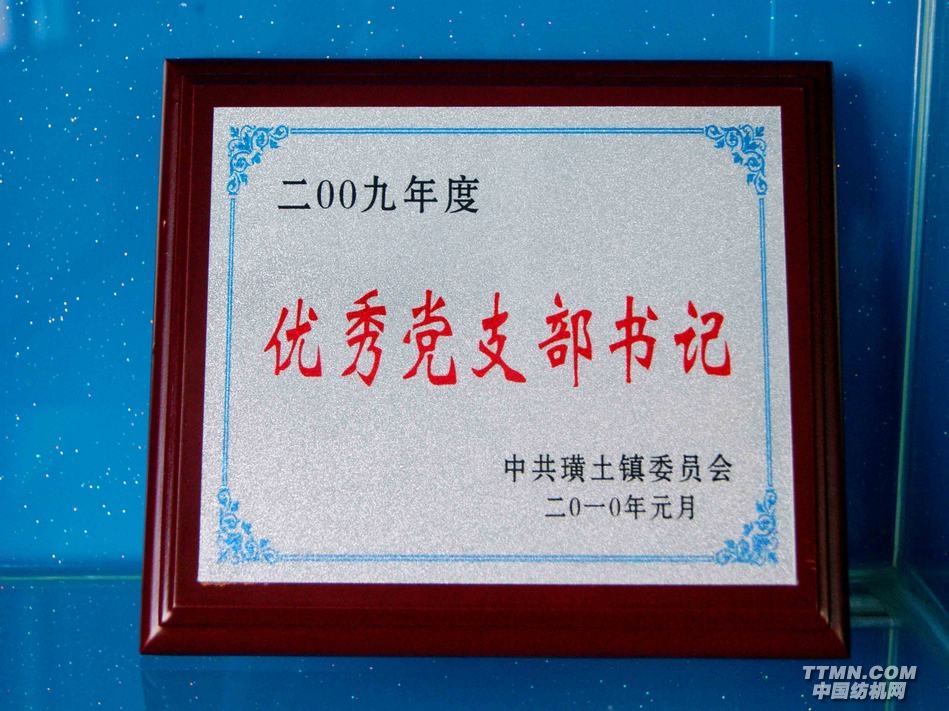 二00九年度
优秀党支部书记
中共璜土镇委员会
二0一0年元月
TTMN.COM
中国纺机网